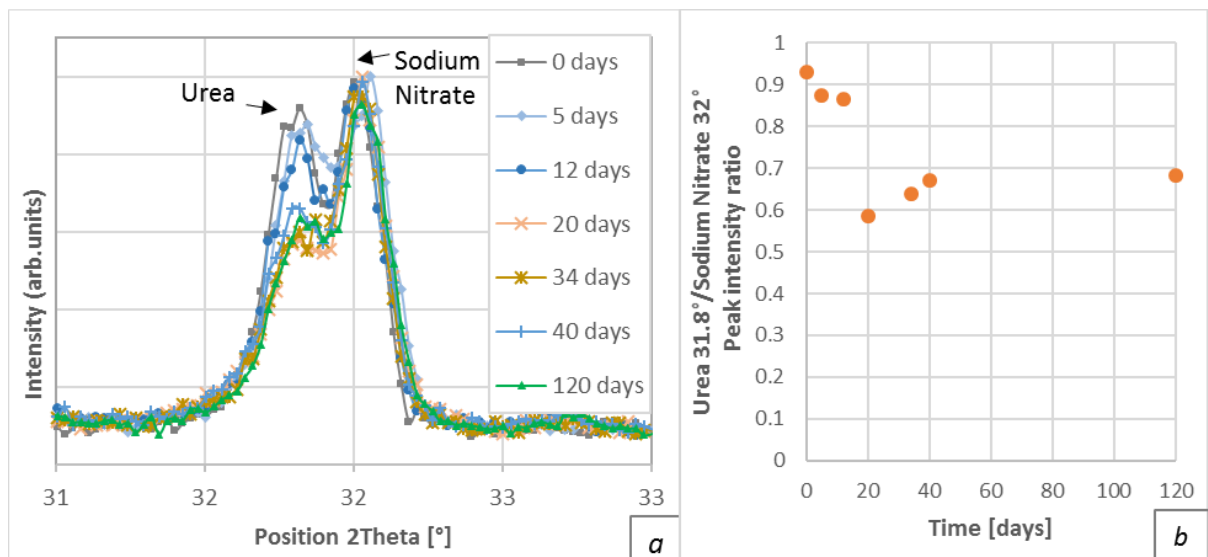 Urea
Sodium
Nitrate
0 days
5 days
12 days
20 days
34 days
40 days
120 days
Intensity (arb.units)
31
32
32
33
33
Position 2Theta [°]
a
Urea 31.8˚/Sodium Nitrate 32˚
Peak intensity ratio
1
0.9
0.8
0.7
0.6
0.5
0.4
0.3
0.2
0.1
0
0 20 40 60 80 100 120
Time [days]
b